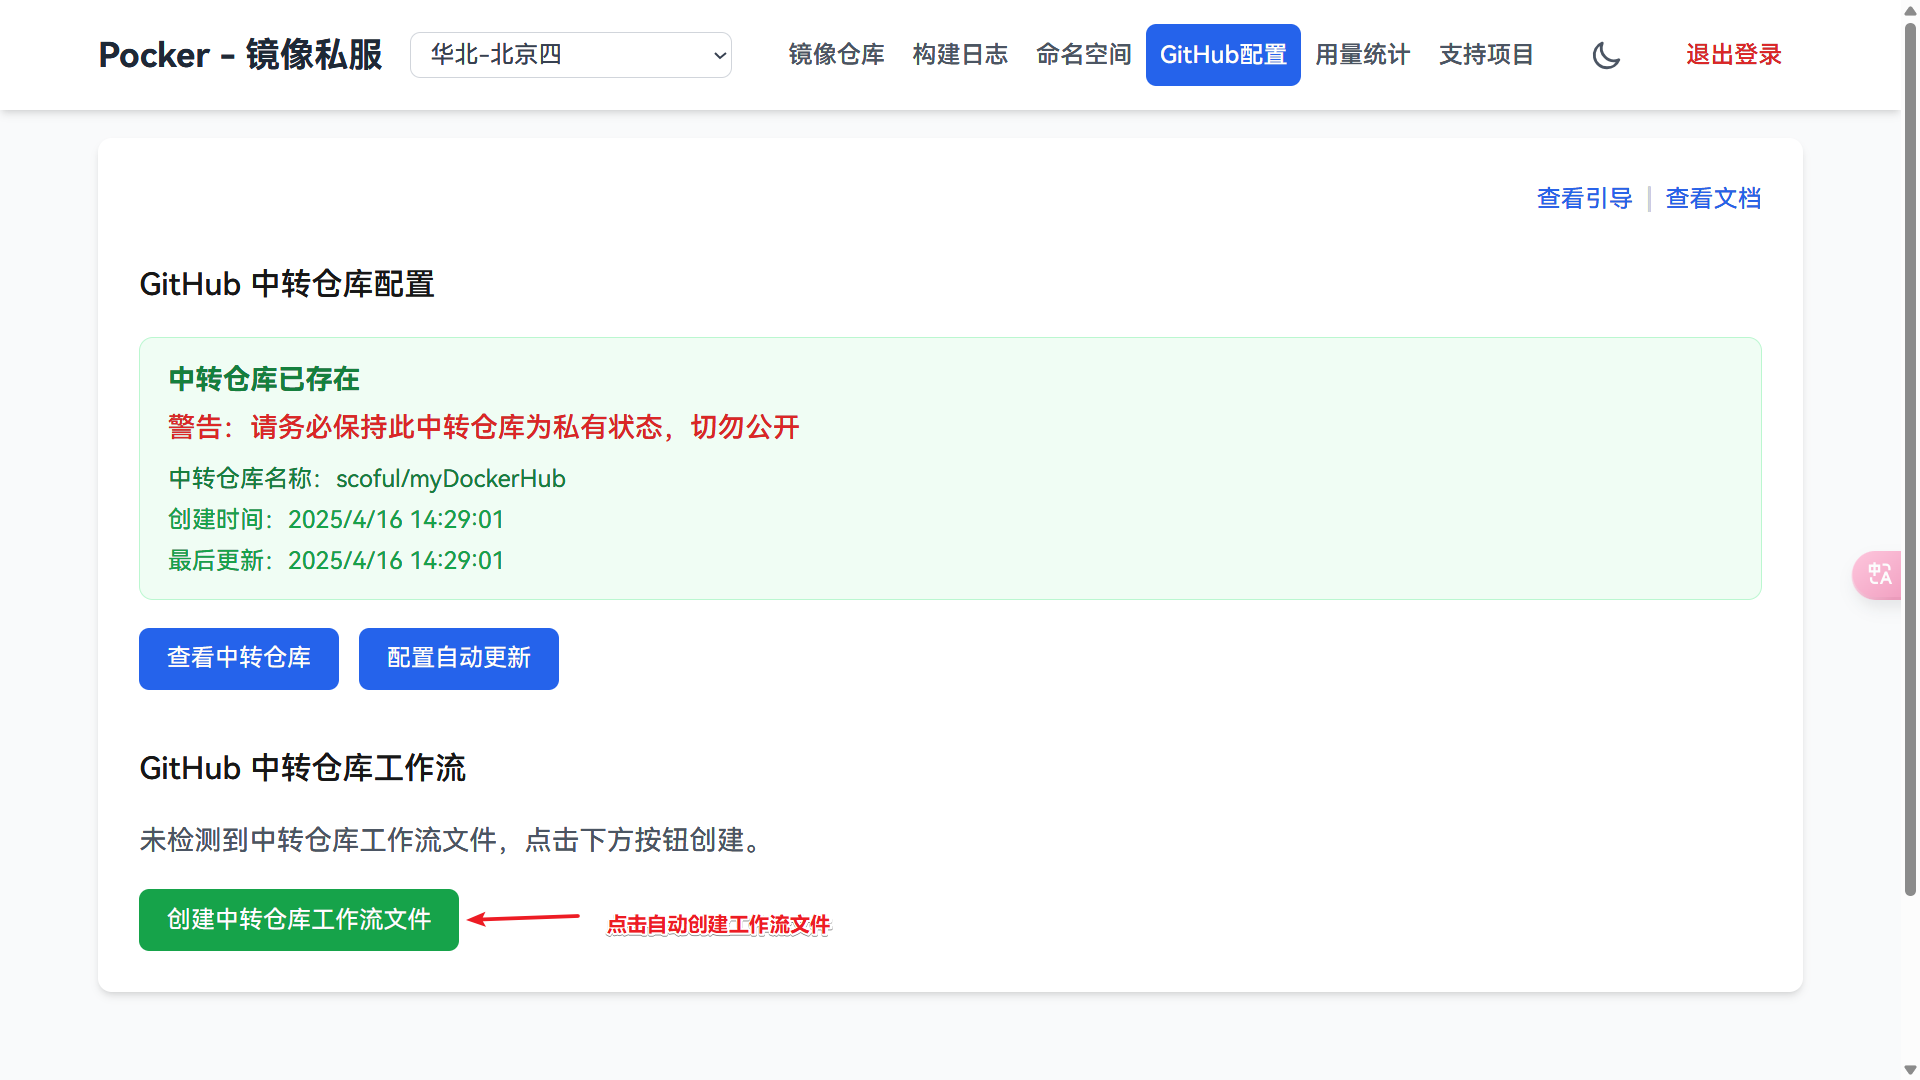 Pocker - 镜像私服
华北-北京四
镜像仓库
构建日志
命名空间
GitHub配置
用量统计
支持项目
退出登录
查看引导
查看文档
GitHub 中转仓库配置
中转仓库已存在
警告：请务必保持此中转仓库为私有状态，切勿公开
中转仓库名称：scoful/myDockerHub
创建时间：2025/4/16 14:29:01
最后更新：2025/4/16 14:29:01
查看中转仓库
配置自动更新
GitHub 中转仓库工作流
未检测到中转仓库工作流文件，点击下方按钮创建。
创建中转仓库工作流文件
点击自动创建工作流文件
中A